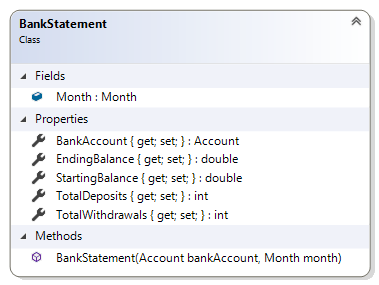 BankStatement
Class
Fields
Month : Month
Properties
BankAccount { get; set; } : Account
EndingBalance { get; set; } : double
StartingBalance { get; set; } : double
TotalDeposits { get; set; } : int
TotalWithdrawals { get; set; } : int
Methods
BankStatement(Account bankAccount, Month month)